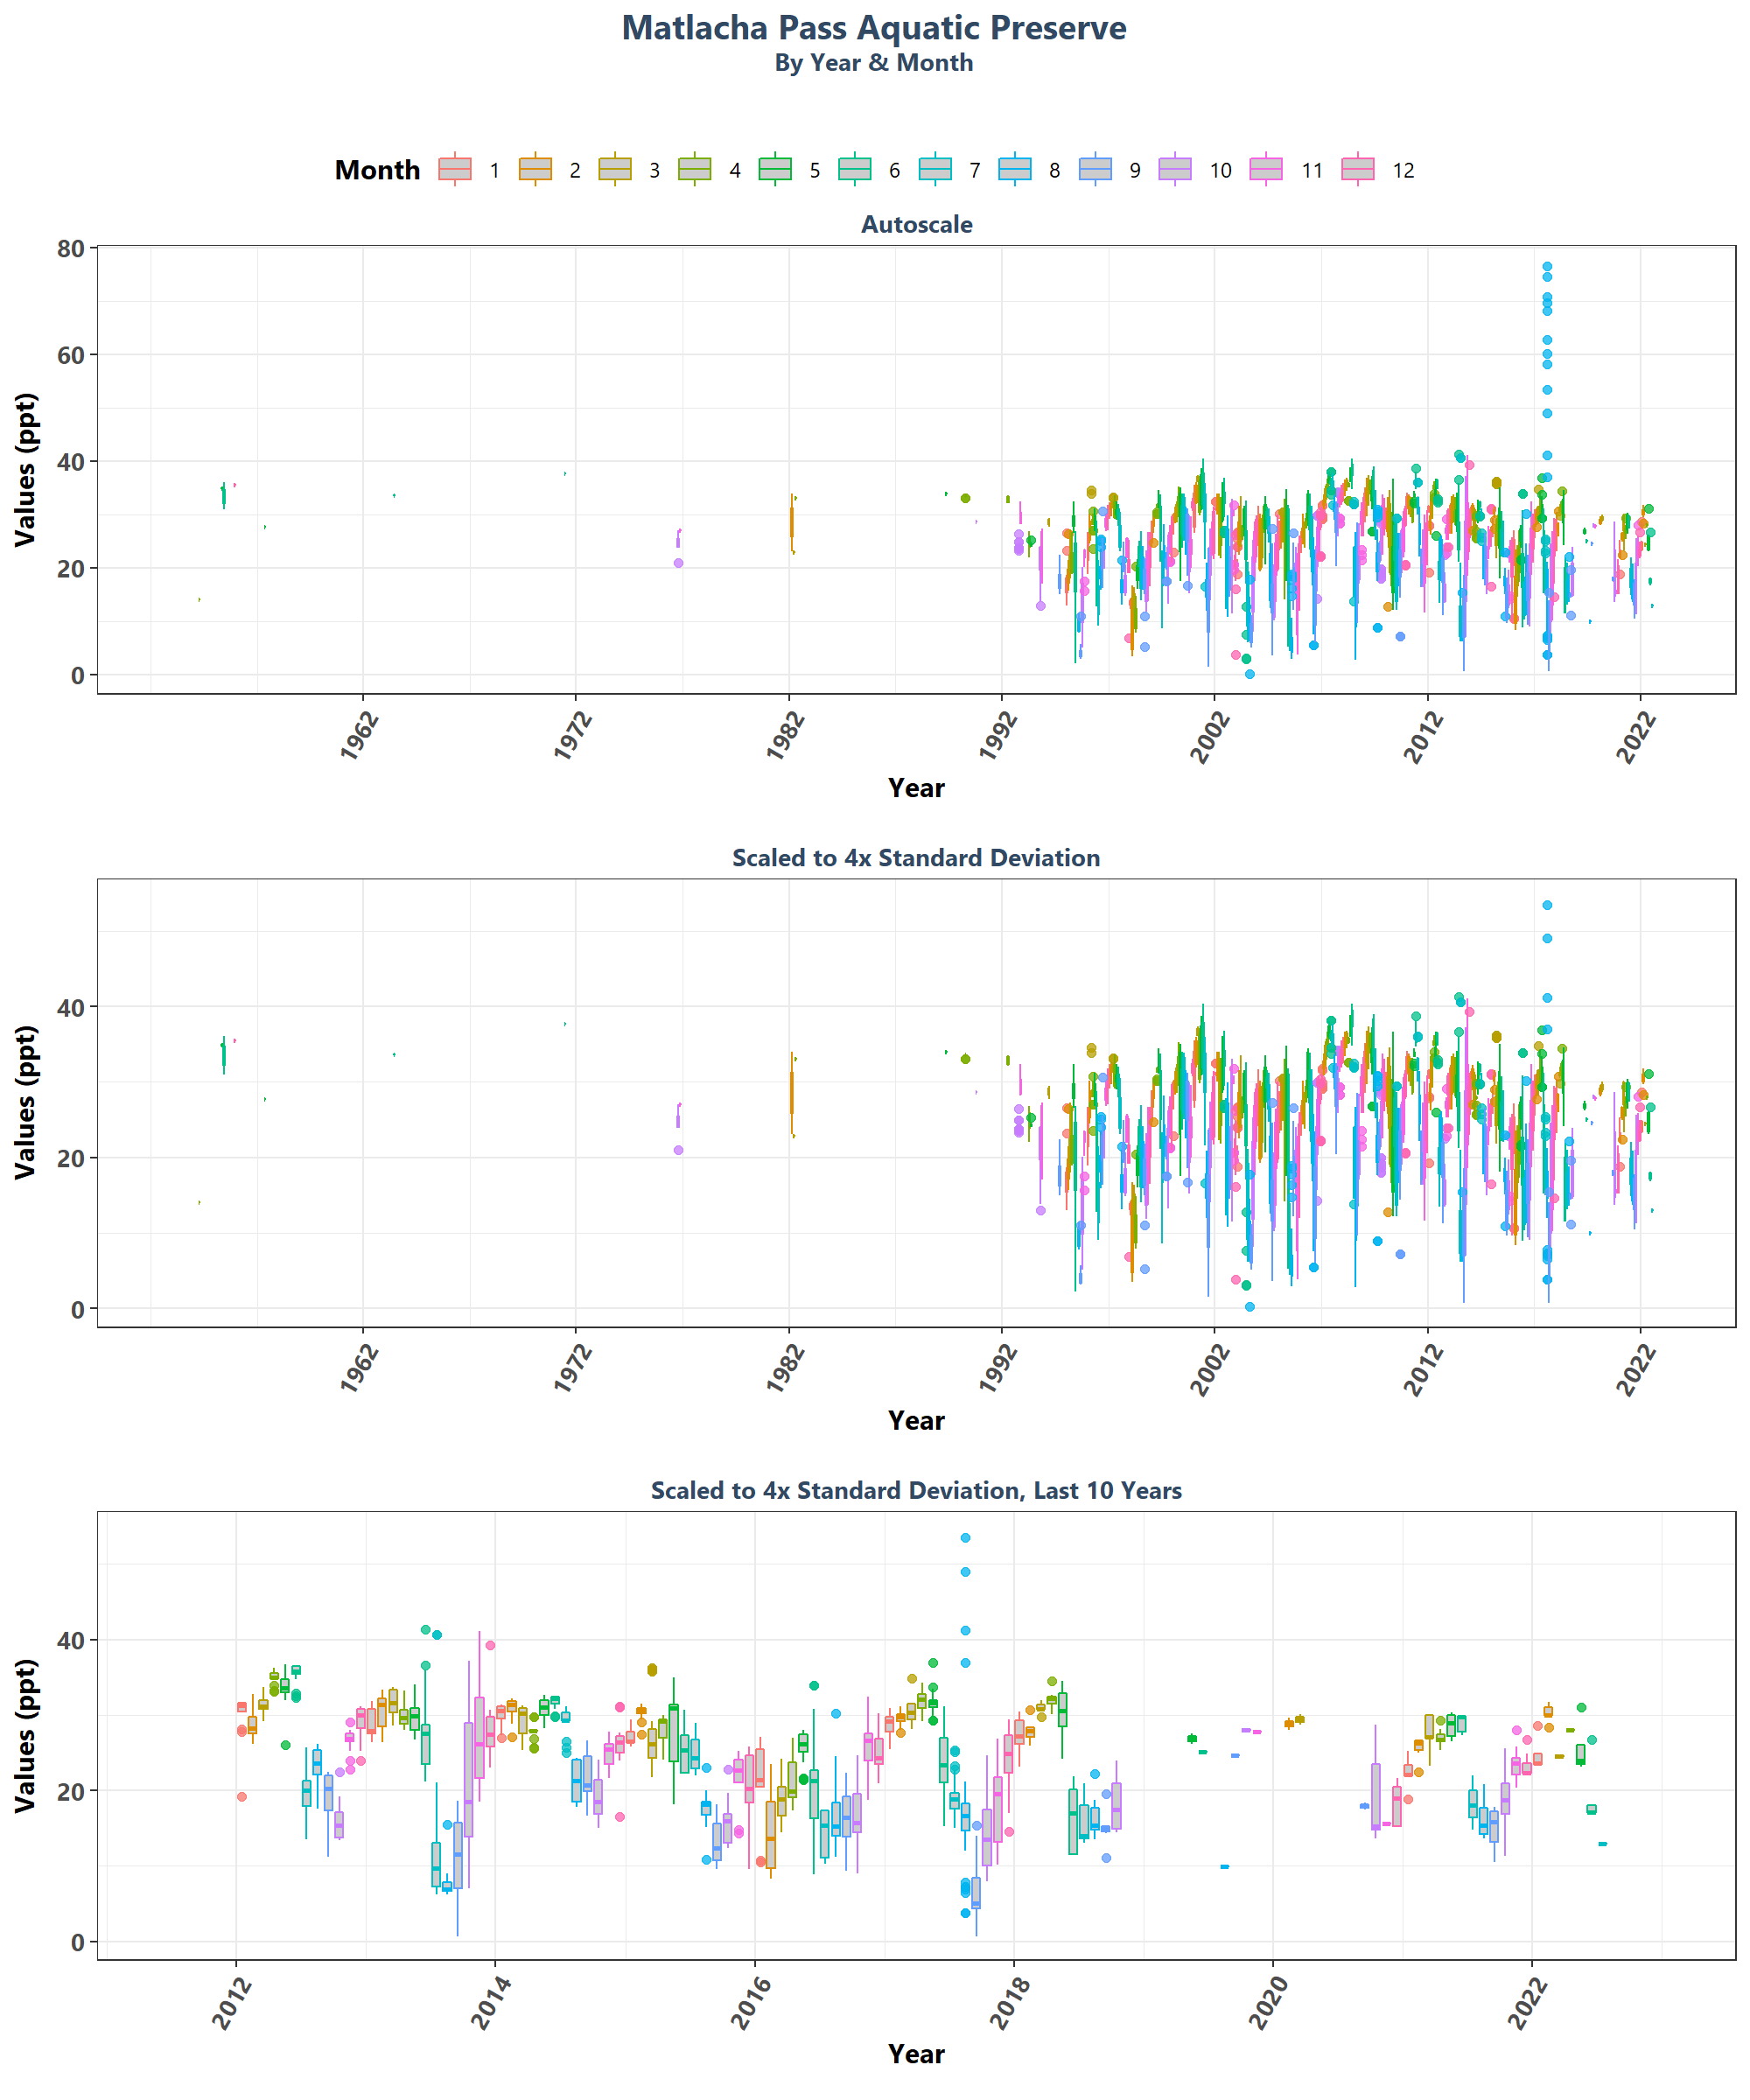 Matlacha Pass Aquatic Preserve
By Year & Month
Month 1 2 3 4 5 6 7 8 9 10 11 12
Autoscale
Values (ppt)
80
60
40
20
0
1962 1972 1982 1992 2002 2012 2022
Year
Scaled to 4x Standard Deviation
Values (ppt)
40
20
0
1962 1972 1982 1992 2002 2012 2022
Year
Scaled to 4x Standard Deviation, Last 10 Years
Values (ppt)
40
20
0
2012 2014 2016 2018 2020 2022
Year